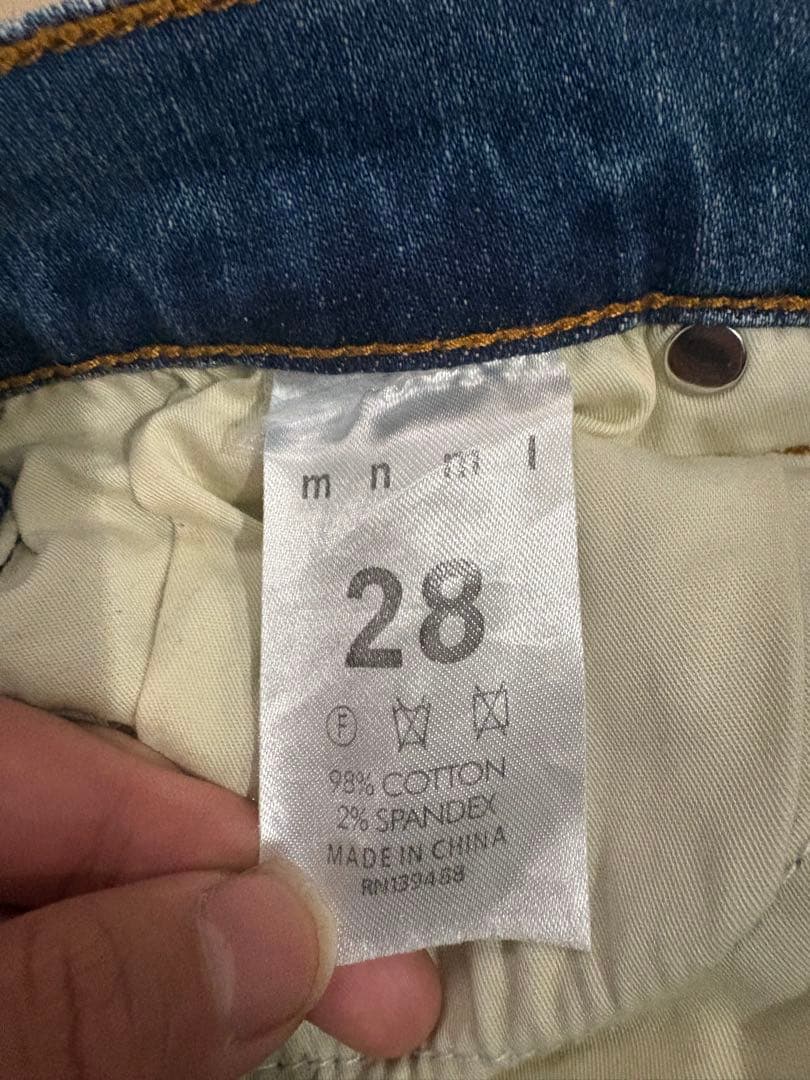 m n m l
28
F
98% COTTON
2% SPANDEX
MADE IN CHINA
RN139488